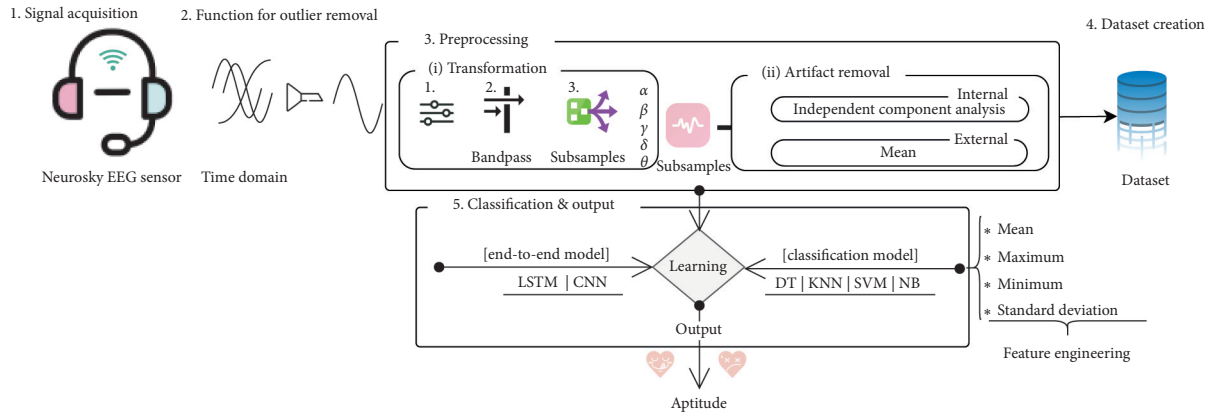 1. Signal acquisition
2. Function for outlier removal
3. Preprocessing
4. Dataset creation
(i) Transformation
1.
2.
3.
α
β
γ
δ
θ
Bandpass
Subsamples
Subsamples
(ii) Artifact removal
Internal
Independent component analysis
External
Mean
Neurosky EEG sensor
Time domain
Dataset
5. Classification & output
[end-to-end model]
LSTM | CNN
Learning
[classification model]
DT | KNN | SVM | NB
* Mean
* Maximum
* Minimum
* Standard deviation
Feature engineering
Output
Aptitude